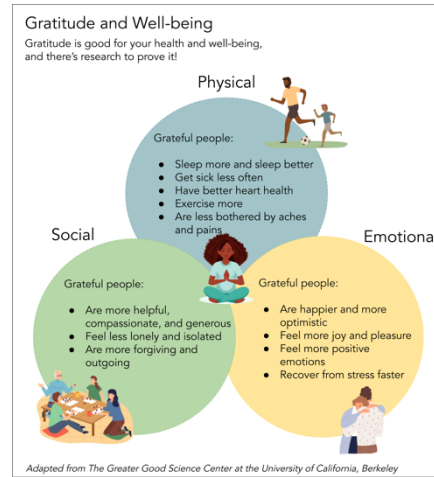 Gratitude and Well-being
Gratitude is good for your health and well-being,
and there's research to prove it!
Physical
Grateful people:
● Sleep more and sleep better
● Get sick less often
● Have better heart health
● Exercise more
● Are less bothered by aches
and pains
Social
Grateful people:
● Are more helpful,
compassionate, and generous
● Feel less lonely and isolated
● Are more forgiving and
outgoing
Emotiona
Grateful people:
● Are happier and more
optimistic
● Feel more joy and pleasure
● Feel more positive
emotions
● Recover from stress faster
Adapted from The Greater Good Science Center at the University of California, Berkeley